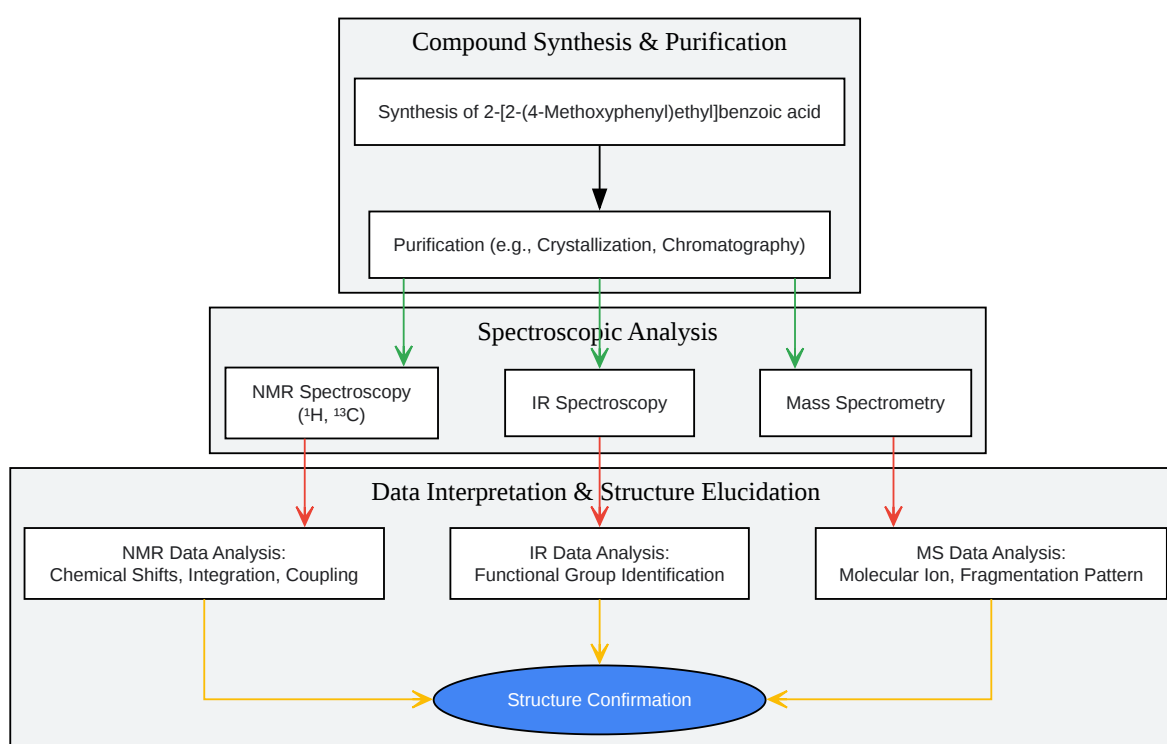 Compound Synthesis & Purification
Synthesis of 2-[2-(4-Methoxyphenyl)ethyl]benzoic acid
Purification (e.g., Crystallization, Chromatography)
Spectroscopic Analysis
NMR Spectroscopy
(¹H, ¹³C)
IR Spectroscopy
Mass Spectrometry
Data Interpretation & Structure Elucidation
NMR Data Analysis:
Chemical Shifts, Integration, Coupling
IR Data Analysis:
Functional Group Identification
MS Data Analysis:
Molecular Ion, Fragmentation Pattern
Structure Confirmation